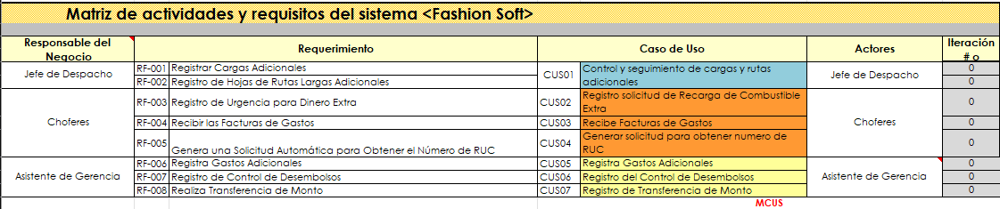 Matriz de actividades y requisitos del sistema <Fashion Soft>
Responsable del Negocio Requerimiento Caso de Uso Actores Iteración # o
Jefe de Despacho RF-001 Registrar Cargas Adicionales CUS01 Control y seguimiento de cargas y rutas adicionales Jefe de Despacho 0
RF-002 Registro de Hojas de Rutas Largas Adicionales 0
Choferes RF-003 Registro de Urgencia para Dinero Extra CUS02 Registro solicitud de Recarga de Combustible Extra Choferes 0
RF-004 Recibir las Facturas de Gastos CUS03 Recibe Facturas de Gastos 0
RF-005 Genera una Solicitud Automática para Obtener el Número de RUC CUS04 Generar solicitud para obtener numero de RUC 0
Asistente de Gerencia RF-006 Registra Gastos Adicionales CUS05 Registra Gastos Adicionales Asistente de Gerencia 0
RF-007 Registro de Control de Desembolsos CUS06 Registro del Control de Desembolsos 0
RF-008 Realiza Transferencia de Monto CUS07 Registro de Transferencia de Monto 0
MCUS